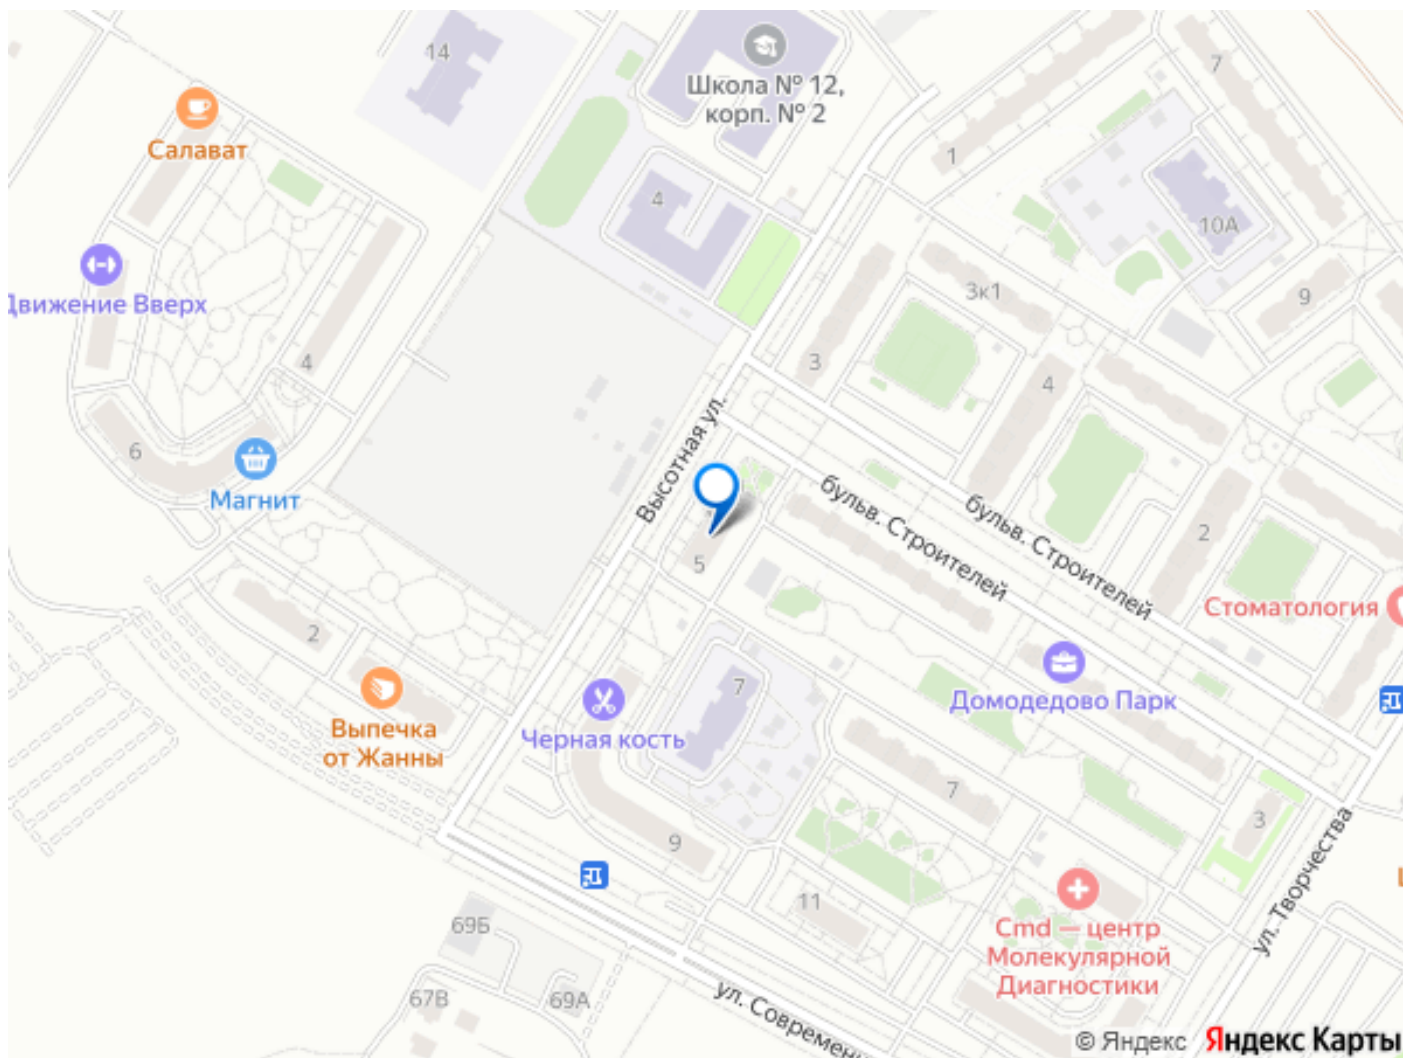 14
7
Школа № 12,
корп. № 2
Салават
1
4
10А
Движение Вверх
3к1
9
3
4
4
6
Магнит
Высотная ул.
бульв. Строителей
бульв. Строителей
2
5
Стоматология
2
7
Домодедово Парк
Выпечка
от Жанны
Черная кость
7
3
9
ул. Творчества
11
69Б
Cmd — центр
Молекулярной
Диагностики
67В
69А
ул. Современн
© Яндекс Яндекс Карты